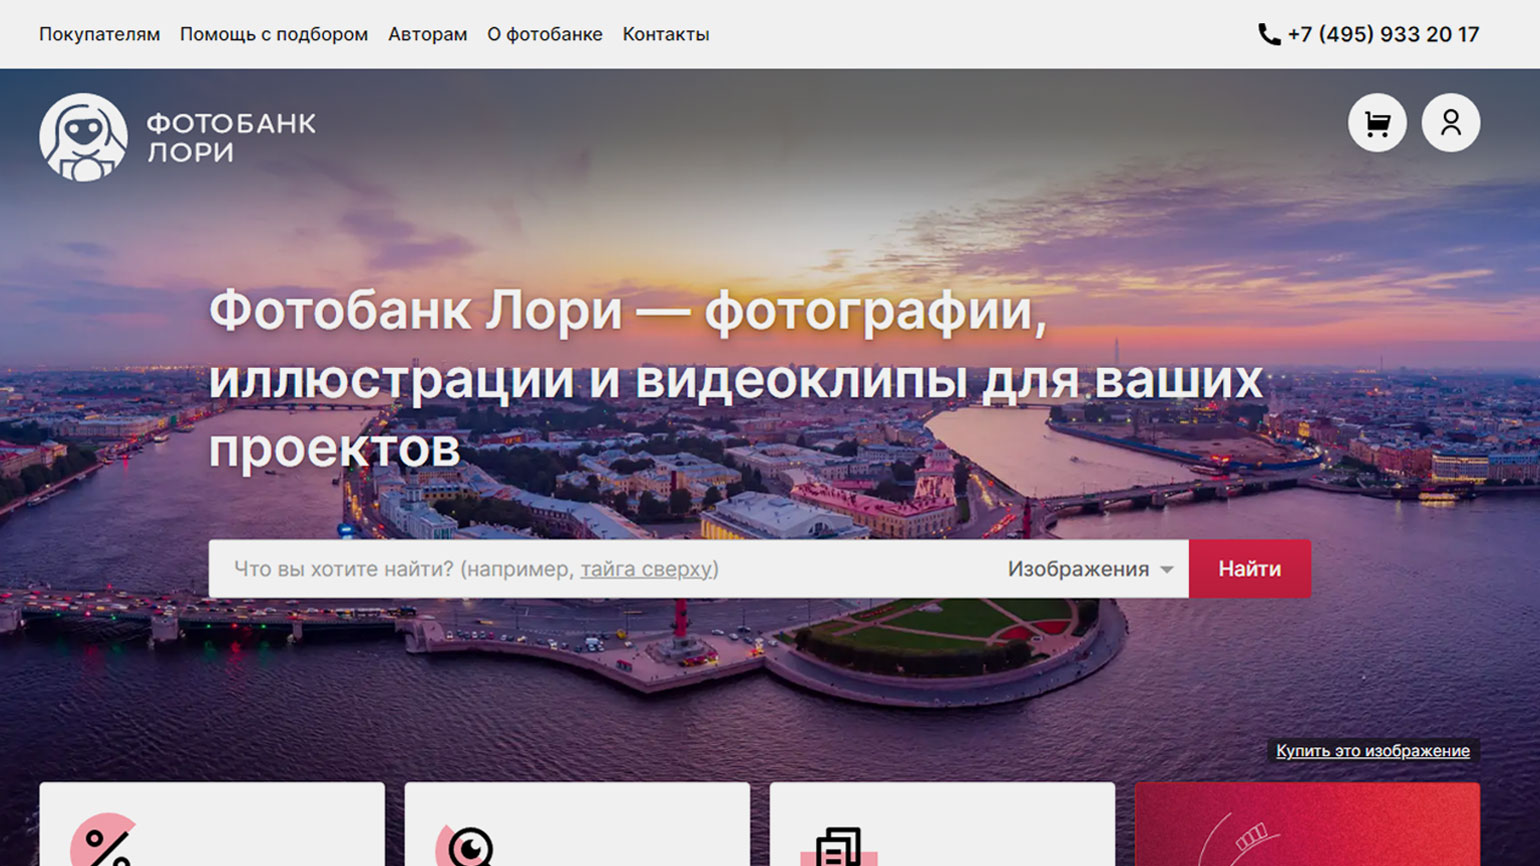 Покупателям Помощь с подбором Авторам О фотобанке Контакты +7 (495) 933 20 17
ФОТОБАНК
ЛОРИ
Фотобанк Лори — фотографии,
иллюстрации и видеоклипы для ваших
проектов
Что вы хотите найти? (например, тайга сверху) Изображения Найти
Купить это изображение